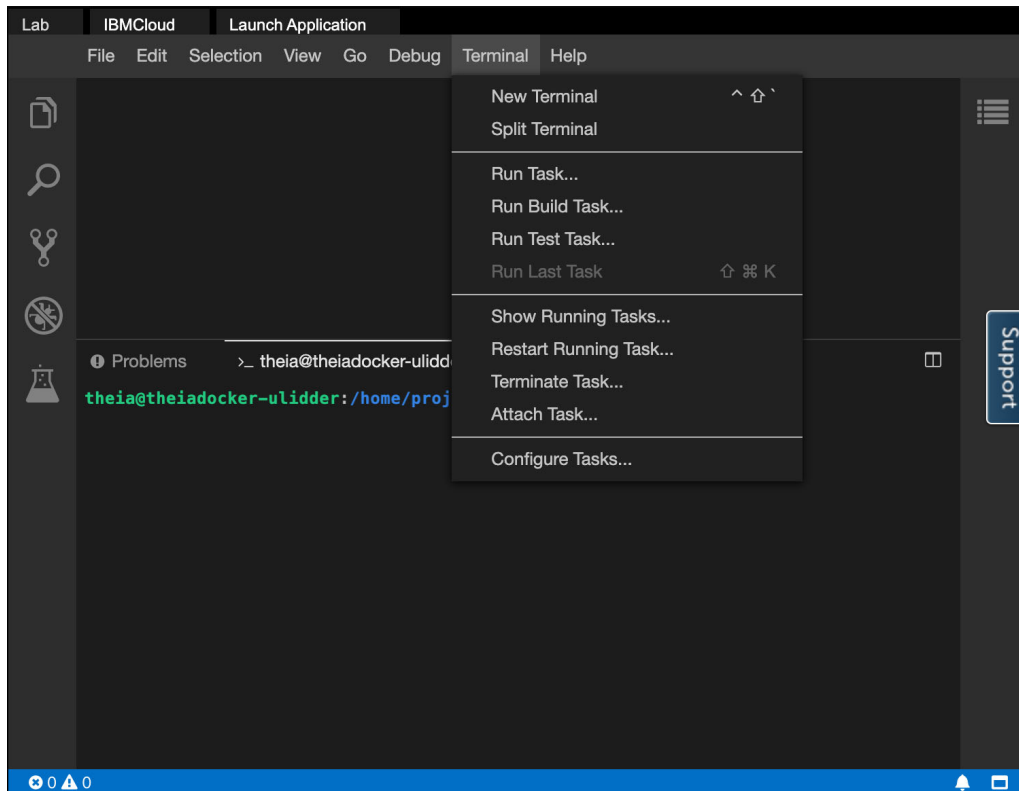 Lab IBMCloud Launch Application
File Edit Selection View Go Debug Terminal Help
New Terminal ^ ⇧ `
Split Terminal
Run Task...
Run Build Task...
Run Test Task...
Run Last Task ⇧ ⌘ K
Show Running Tasks...
Restart Running Task...
Terminate Task...
Attach Task...
Configure Tasks...
Problems >_ theia@theiadocker-ulidde
theia@theiadocker-ulidder:/home/proj
Support
0 0